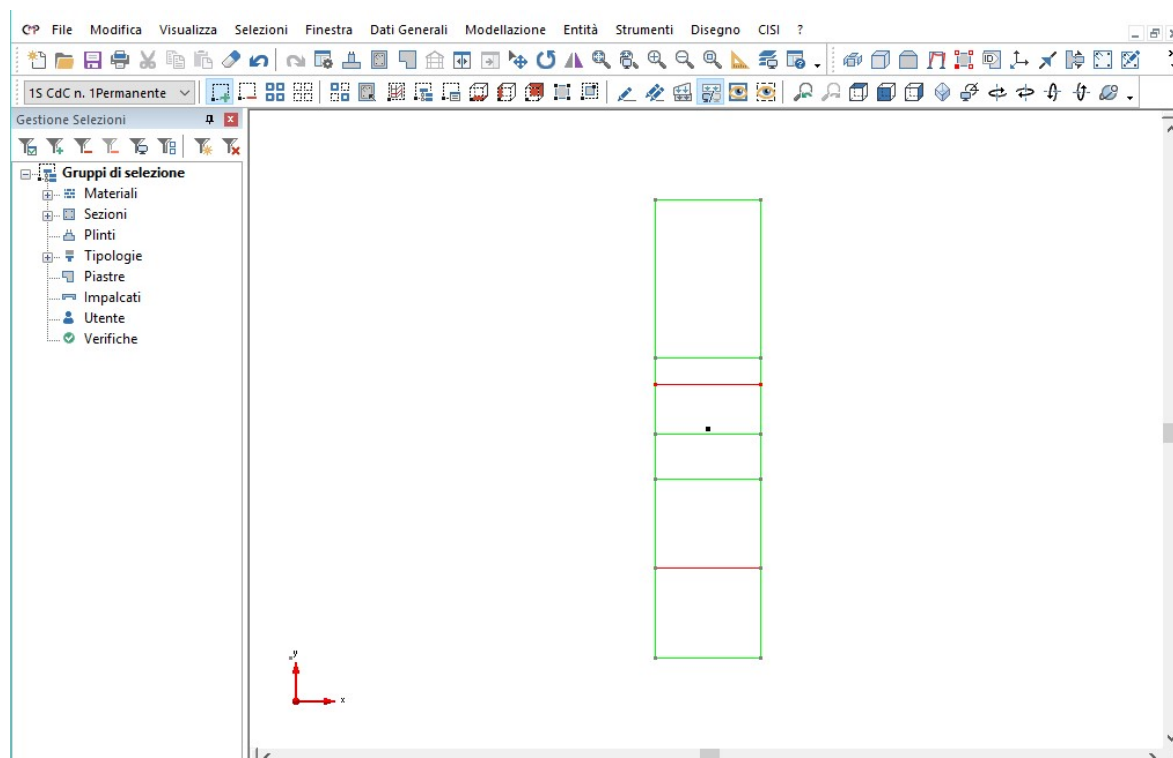 CMP File Modifica Visualizza Selezioni Finestra Dati Generali Modellazione Entità Strumenti Disegno CISI ?
1S CdC n. 1Permanente
Gestione Selezioni
Gruppi di selezione
Materiali
Sezioni
Plinti
Tipologie
Piastre
Impalcati
Utente
Verifiche
y
x